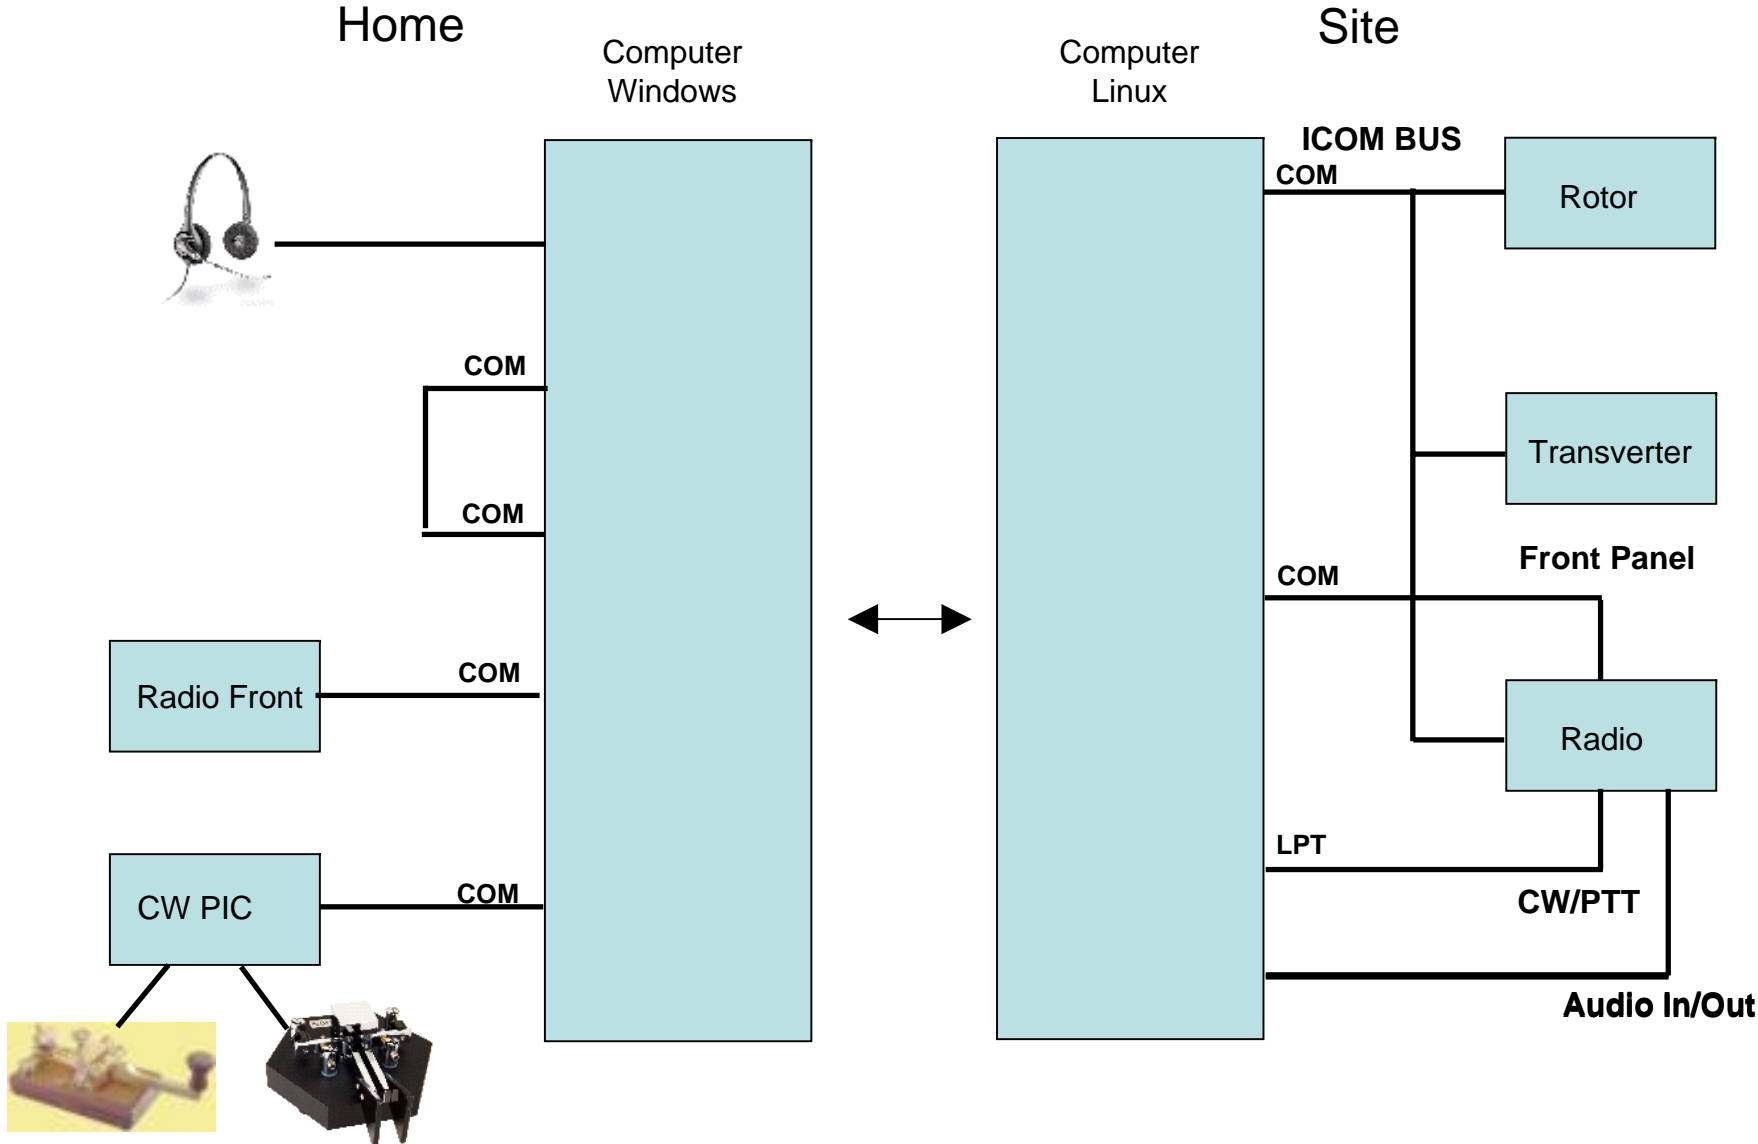 Home
Site
Computer
Windows
Computer
Linux
ICOM BUS
COM
Rotor
COM
COM
Transverter
Front Panel
COM
COM
Radio Front
Radio
LPT
COM
CW PIC
CW/PTT
Audio In/Out